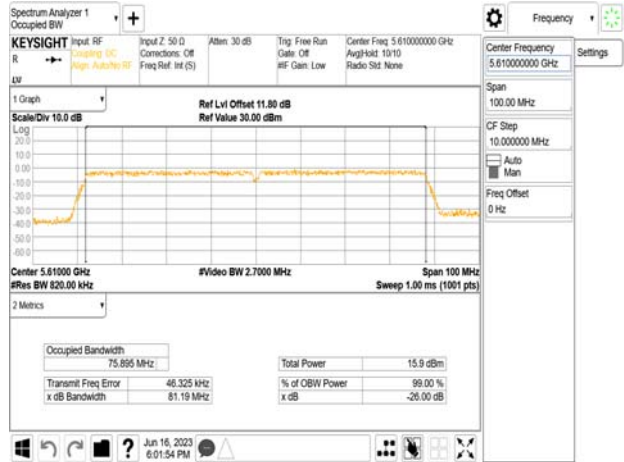 Spectrum Analyzer 1
Occupied BW
+
Frequency
KEYSIGHT
R
LVI
Input: RF
Coupling: DC
Align: Auto/No RF
Input Z: 50 Ω
Corrections: Off
Freq Ref: Int (S)
Atten: 30 dB
Trig: Free Run
Gate: Off
#IF Gain: Low
Center Freq: 5.610000000 GHz
Avg|Hold: 10/10
Radio Std: None
Center Frequency
5.610000000 GHz
Settings
Span
100.00 MHz
CF Step
10.000000 MHz
Auto
Man
Freq Offset
0 Hz
1 Graph
Scale/Div 10.0 dB
Ref Lvl Offset 11.80 dB
Ref Value 30.00 dBm
Log
20.0
10.0
0.00
-10.0
-20.0
-30.0
-40.0
-50.0
-60.0
Center 5.61000 GHz
#Res BW 820.00 kHz
#Video BW 2.7000 MHz
Span 100 MHz
Sweep 1.00 ms (1001 pts)
2 Metrics
Occupied Bandwidth
75.895 MHz
Transmit Freq Error 46.325 kHz
x dB Bandwidth 81.19 MHz
Total Power 15.9 dBm
% of OBW Power 99.00 %
x dB -26.00 dB
?
Jun 16, 2023
6:01:54 PM